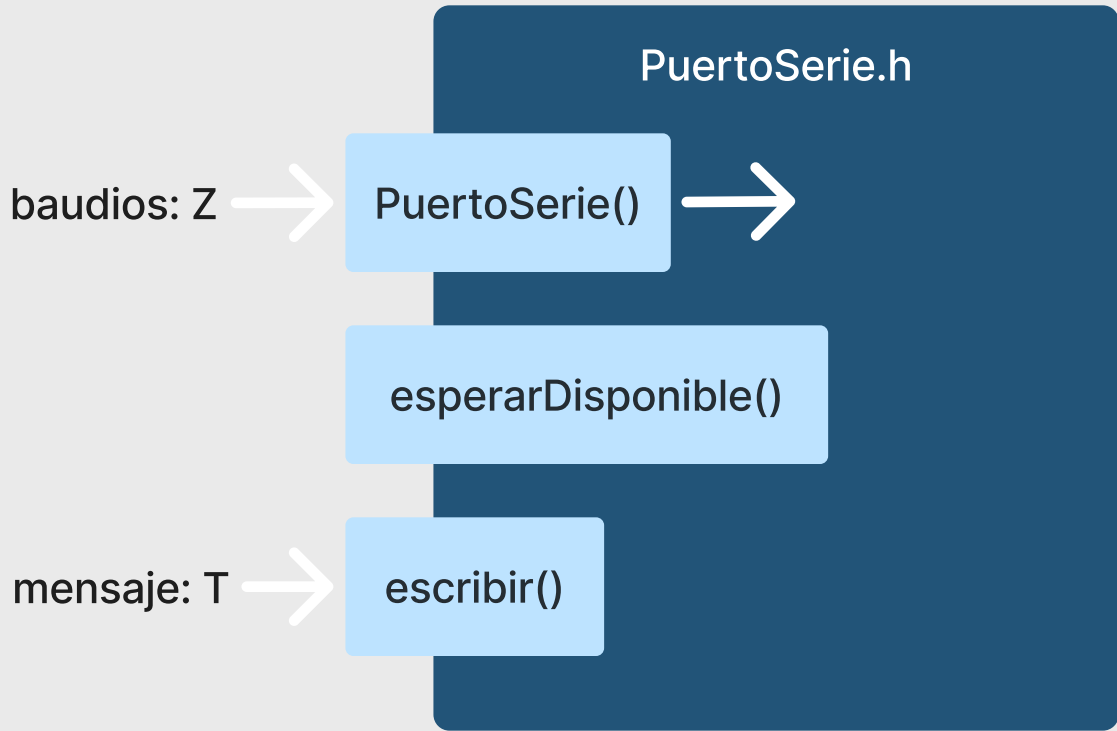 PuertoSerie.h
baudios: Z
PuertoSerie()
esperarDisponible()
mensaje: T
escribir()